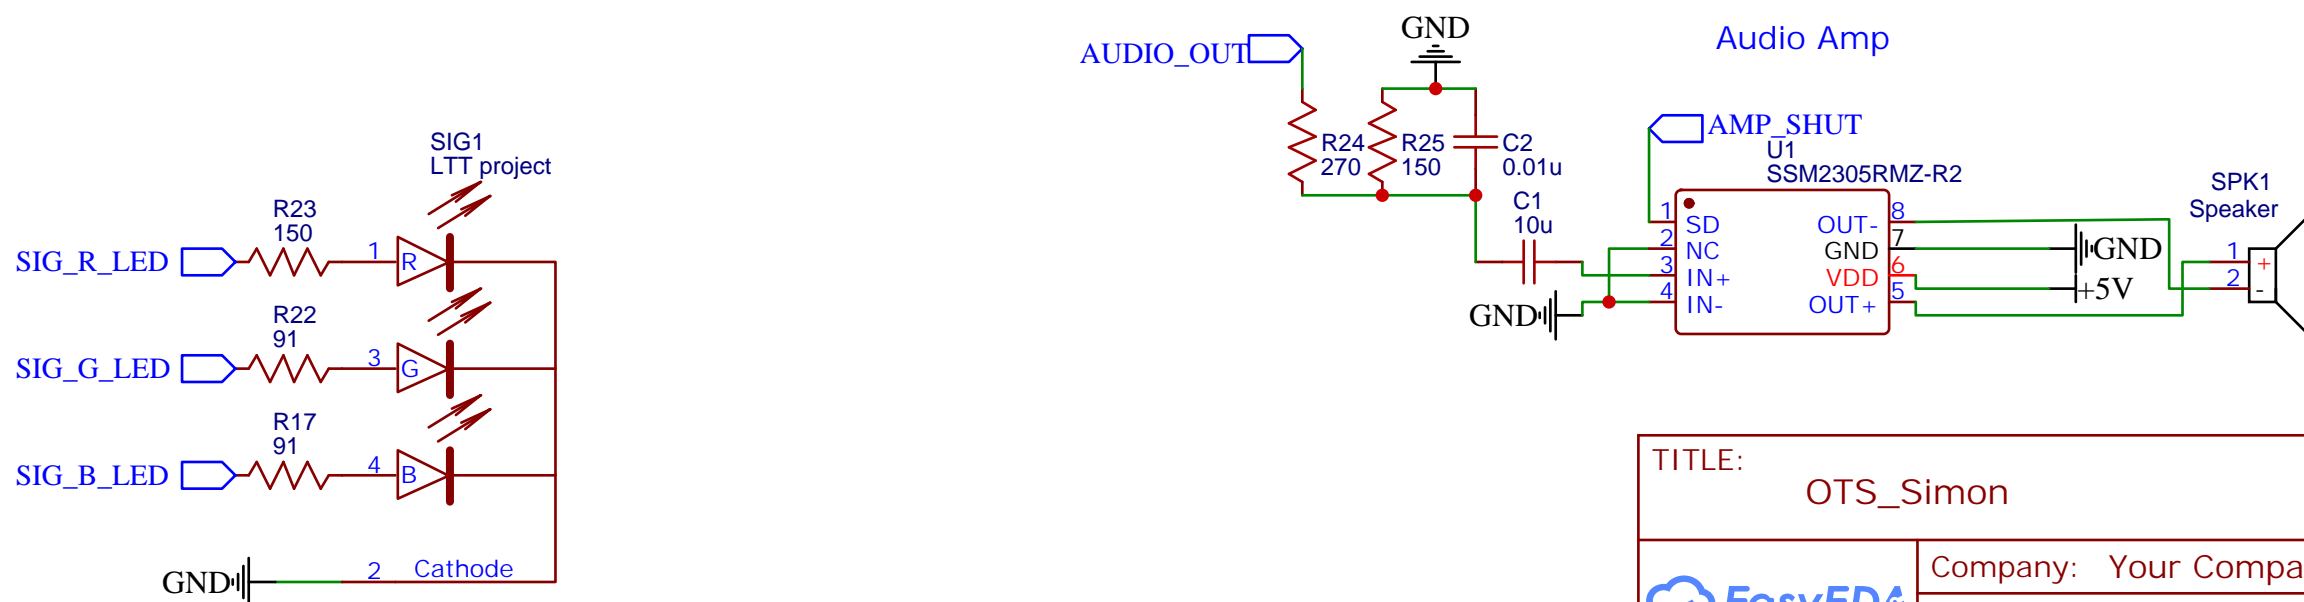 SIG1
LTT project
R23
150
SIG_R_LED
1
R
R22
91
SIG_G_LED
3
G
R17
91
SIG_B_LED
4
B
GND
2
Cathode
GND
AUDIO_OUT
Audio Amp
R24
270
R25
150
C2
0.01u
C1
10u
AMP_SHUT
U1
SSM2305RMZ-R2
1
SD
2
NC
3
IN+
4
IN-
GND
8
OUT-
7
GND
6
VDD
5
OUT+
GND
+5V
SPK1
Speaker
1
+
2
-
TITLE:
OTS_Simon
Company: Your Compa
EasyEDA